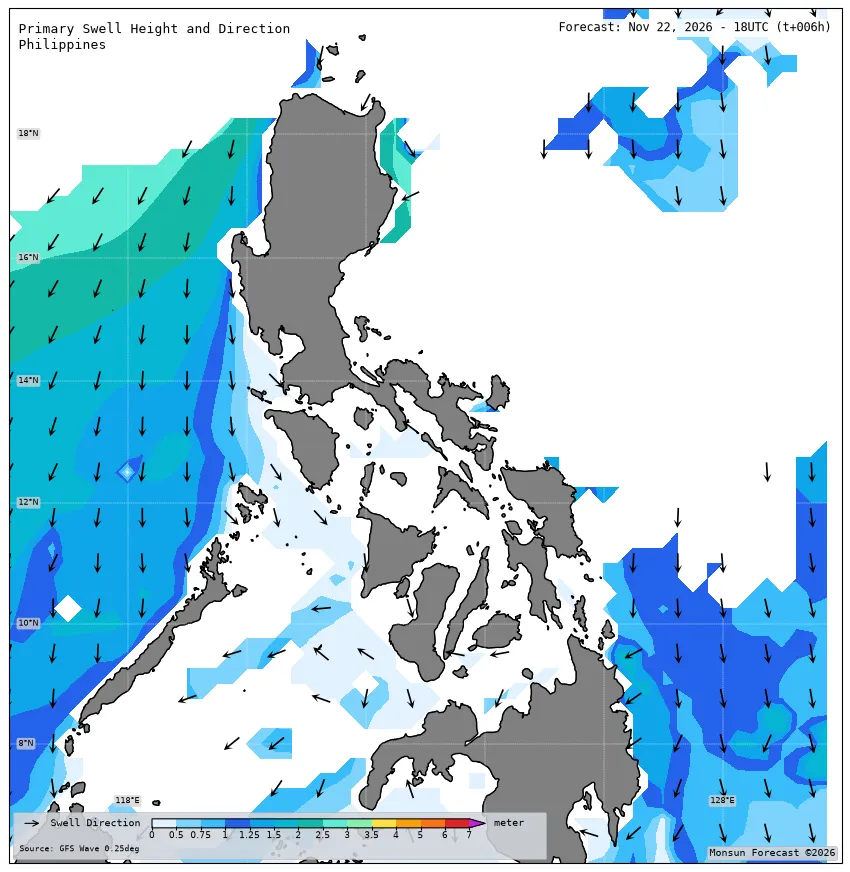 Primary Swell Height and Direction
Philippines
Forecast: Nov 22, 2026 - 18UTC (t+006h)
18°N
16°N
14°N
12°N
10°N
8°N
118°E
128°E
Swell Direction
0 0.5 0.75 1 1.25 1.5 2 2.5 3 3.5 4 5 6 7
meter
Source: GFS Wave 0.25deg
Monsun Forecast ©2026